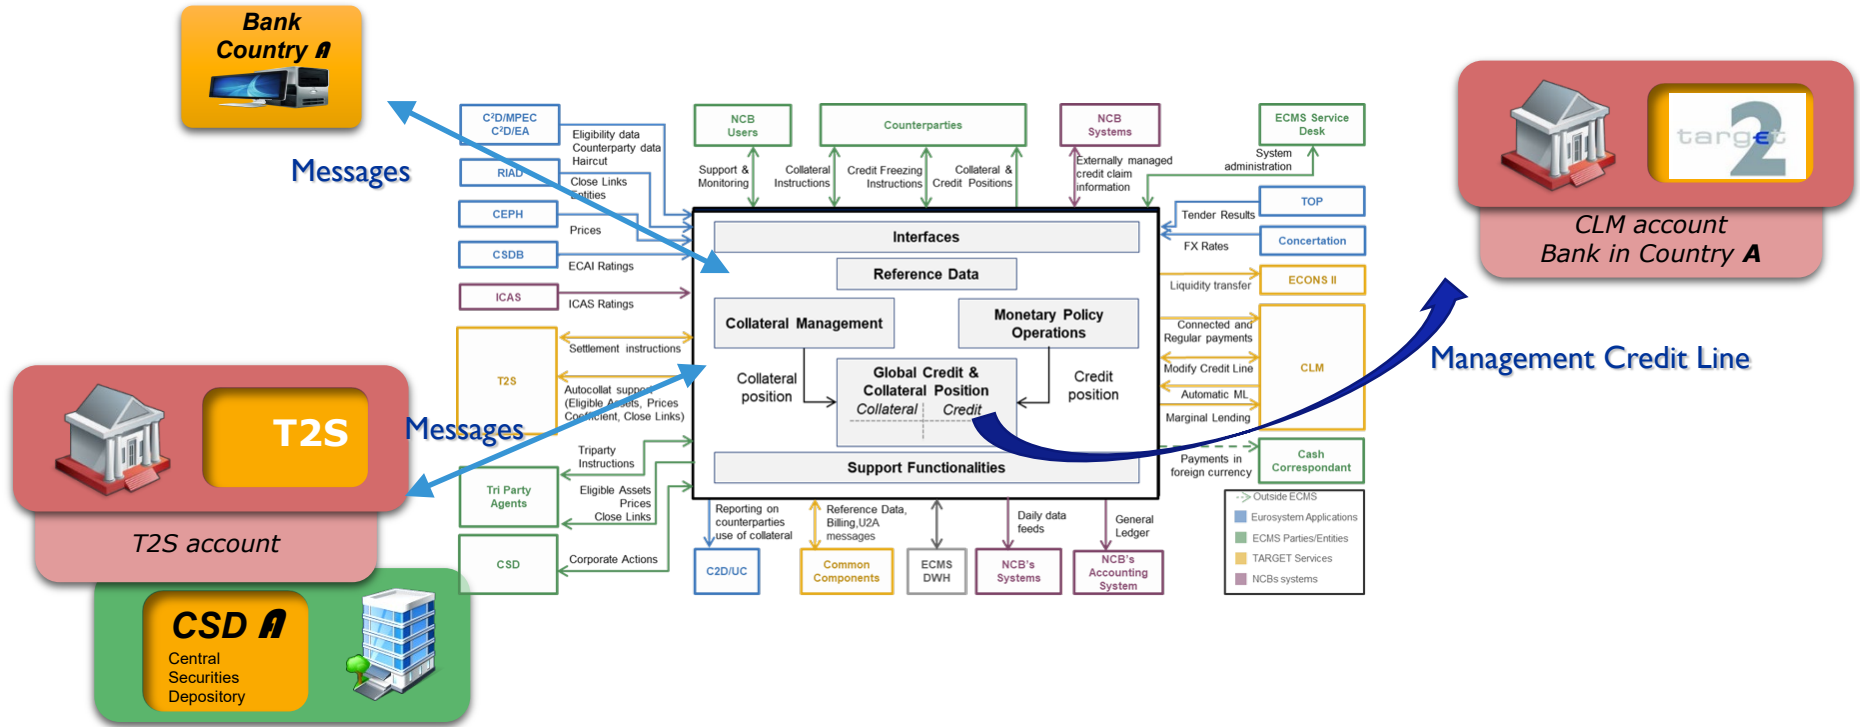 Bank
Country A
Messages
C²D/MPEC
C²D/EA
Eligibility data
Counterparty data
Haircut
RIAD
Close Links
Entities
CEPH
Prices
CSDB
ECAI Ratings
ICAS
ICAS Ratings
T2S
Settlement instructions
Autocollat support
(Eligible Assets, Prices
Coefficient, Close Links)
Messages
Tri Party
Agents
Triparty
Instructions
Eligible Assets
Prices
Close Links
CSD
Corporate Actions
NCB
Users
Support &
Monitoring
Counterparties
Collateral
Instructions
Credit Freezing
Instructions
Collateral &
Credit Positions
NCB
Systems
Externally managed
credit claim
information
ECMS Service
Desk
System
administration
Interfaces
Reference Data
Collateral Management
Monetary Policy
Operations
Collateral
position
Global Credit &
Collateral Position
Collateral
Credit
Credit
position
Support Functionalities
TOP
Tender Results
Concertation
FX Rates
ECONS II
Liquidity transfer
CLM
Connected and
Regular payments
Modify Credit Line
Automatic ML
Marginal Lending
Cash
Correspondant
Payments in
foreign currency
Outside ECMS
Eurosystem Applications
ECMS Parties/Entities
TARGET Services
NCBs systems
Reporting on
counterparties
use of collateral
C2D/UC
Reference Data,
Billing,U2A
messages
Common
Components
ECMS
DWH
Daily data
feeds
NCB's
Systems
General
Ledger
NCB's
Accounting
System
target
2
CLM account
Bank in Country A
Management Credit Line
T2S
T2S account
CSD A
Central
Securities
Depository